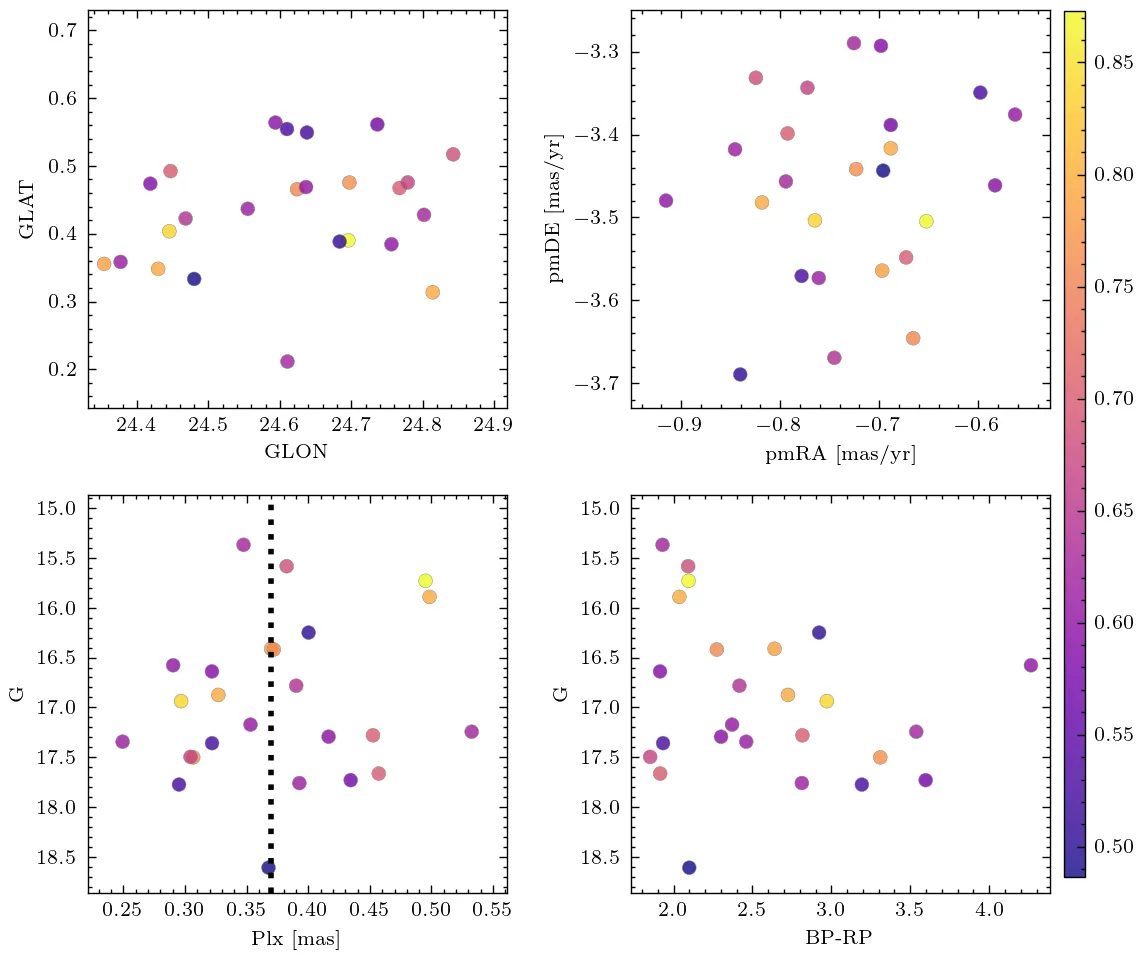 0.7
0.6
0.5
0.4
0.3
0.2
GLAT
24.4 24.5 24.6 24.7 24.8 24.9
GLON
−3.3
−3.4
−3.5
−3.6
−3.7
pmDE [mas/yr]
−0.9 −0.8 −0.7 −0.6
pmRA [mas/yr]
15.0
15.5
16.0
16.5
17.0
17.5
18.0
18.5
G
0.25 0.30 0.35 0.40 0.45 0.50 0.55
Plx [mas]
15.0
15.5
16.0
16.5
17.0
17.5
18.0
18.5
G
2.0 2.5 3.0 3.5 4.0
BP-RP
0.85
0.80
0.75
0.70
0.65
0.60
0.55
0.50